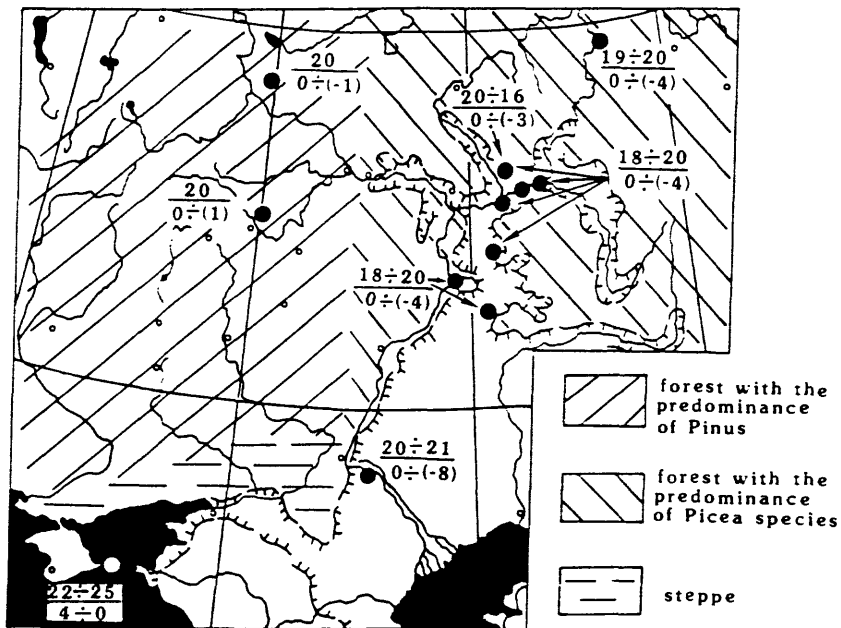 20
0÷(-1)
19÷20°
0÷(-4)
20÷16
0÷(-3)
18÷20
0÷(-4)
20
0÷(1)
18÷20
0÷(-4)
20÷21
0÷(-8)
22÷25
4÷0
forest with the
predominance
of Pinus
forest with the
predominance
of Picea species
steppe